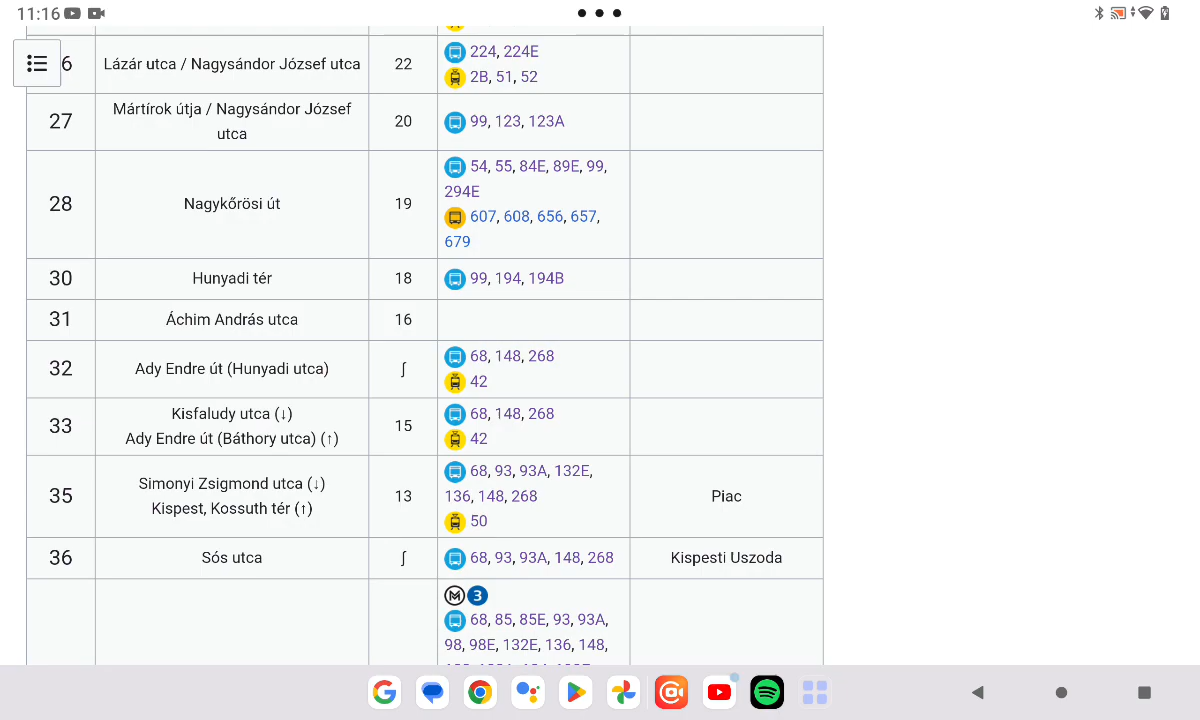 11:16
6 Lázár utca / Nagysándor József utca 22 224, 224E
2B, 51, 52
27 Mártírok útja / Nagysándor József utca 20 99, 123, 123A
28 Nagykőrösi út 19 54, 55, 84E, 89E, 99,
294E
607, 608, 656, 657,
679
30 Hunyadi tér 18 99, 194, 194B
31 Áchim András utca 16
32 Ady Endre út (Hunyadi utca) ∫ 68, 148, 268
42
33 Kisfaludy utca (↓) 15 68, 148, 268
Ady Endre út (Báthory utca) (↑) 42
35 Simonyi Zsigmond utca (↓) 13 68, 93, 93A, 132E, Piac
Kispest, Kossuth tér (↑) 136, 148, 268
50
36 Sós utca ∫ 68, 93, 93A, 148, 268 Kispesti Uszoda
M 3
68, 85, 85E, 93, 93A,
98, 98E, 132E, 136, 148,